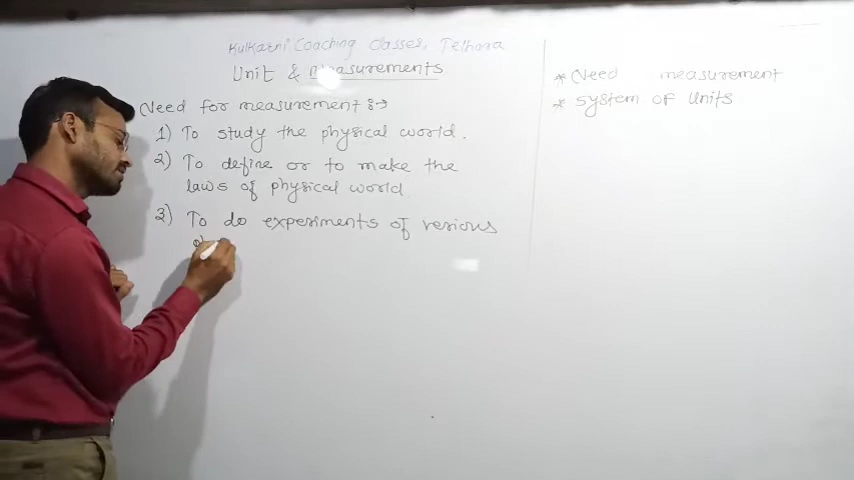 Kulkarni Coaching Classes, Telhara
Unit & Measurements
Need for measurement :→
1) To study the physical world.
2) To define or to make the
laws of physical world.
3) To do experiments of verious
* Need measurement
* system of Units